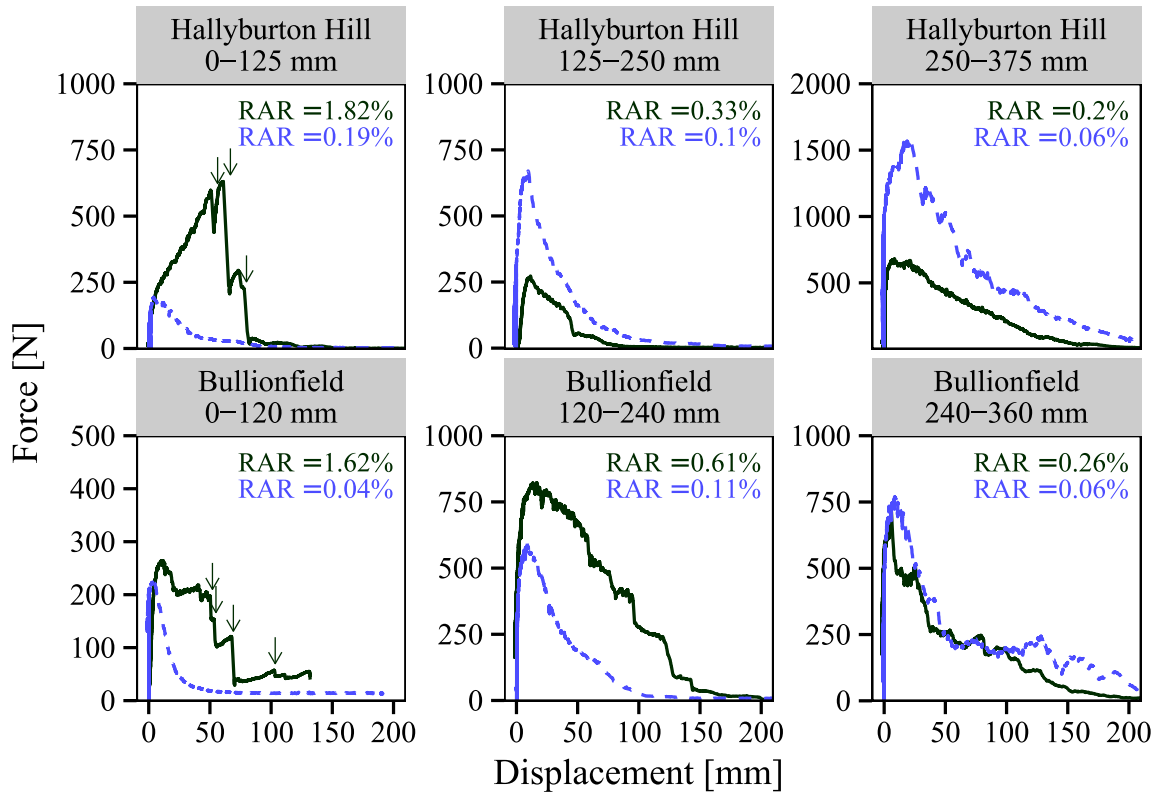 Hallyburton Hill
0−125 mm
Hallyburton Hill
125−250 mm
Hallyburton Hill
250−375 mm
1000
750
500
250
0
RAR =1.82%
RAR =0.19%
1000
750
500
250
0
RAR =0.33%
RAR =0.1%
2000
1500
1000
500
RAR =0.2%
RAR =0.06%
Force [N]
Bullionfield
0−120 mm
Bullionfield
120−240 mm
Bullionfield
240−360 mm
500
400
300
200
100
0
RAR =1.62%
RAR =0.04%
1000
750
500
250
0
RAR =0.61%
RAR =0.11%
1000
750
500
250
0
RAR =0.26%
RAR =0.06%
0 50 100 150 200
0 50 100 150 200
0 50 100 150 200
Displacement [mm]